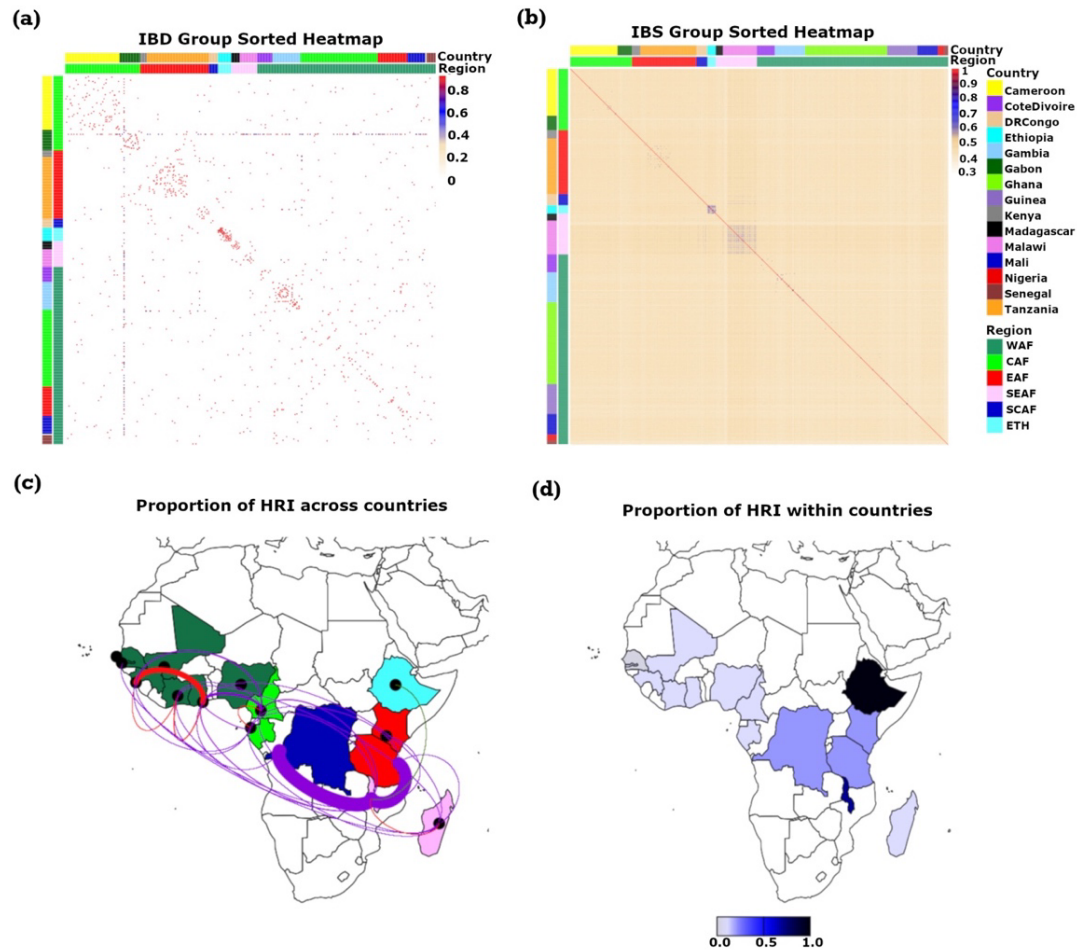 (a)
IBD Group Sorted Heatmap
Country
Region
0.8
0.6
0.4
0.2
0
(b)
IBS Group Sorted Heatmap
Country
Region
1
0.9
0.8
0.7
0.6
0.5
0.4
0.3
Country
Cameroon
CoteDivoire
DRCongo
Ethiopia
Gambia
Gabon
Ghana
Guinea
Kenya
Madagascar
Malawi
Mali
Nigeria
Senegal
Tanzania
Region
WAF
CAF
EAF
SEAF
SCAF
ETH
(c)
Proportion of HRI across countries
(d)
Proportion of HRI within countries
0.0 0.5 1.0